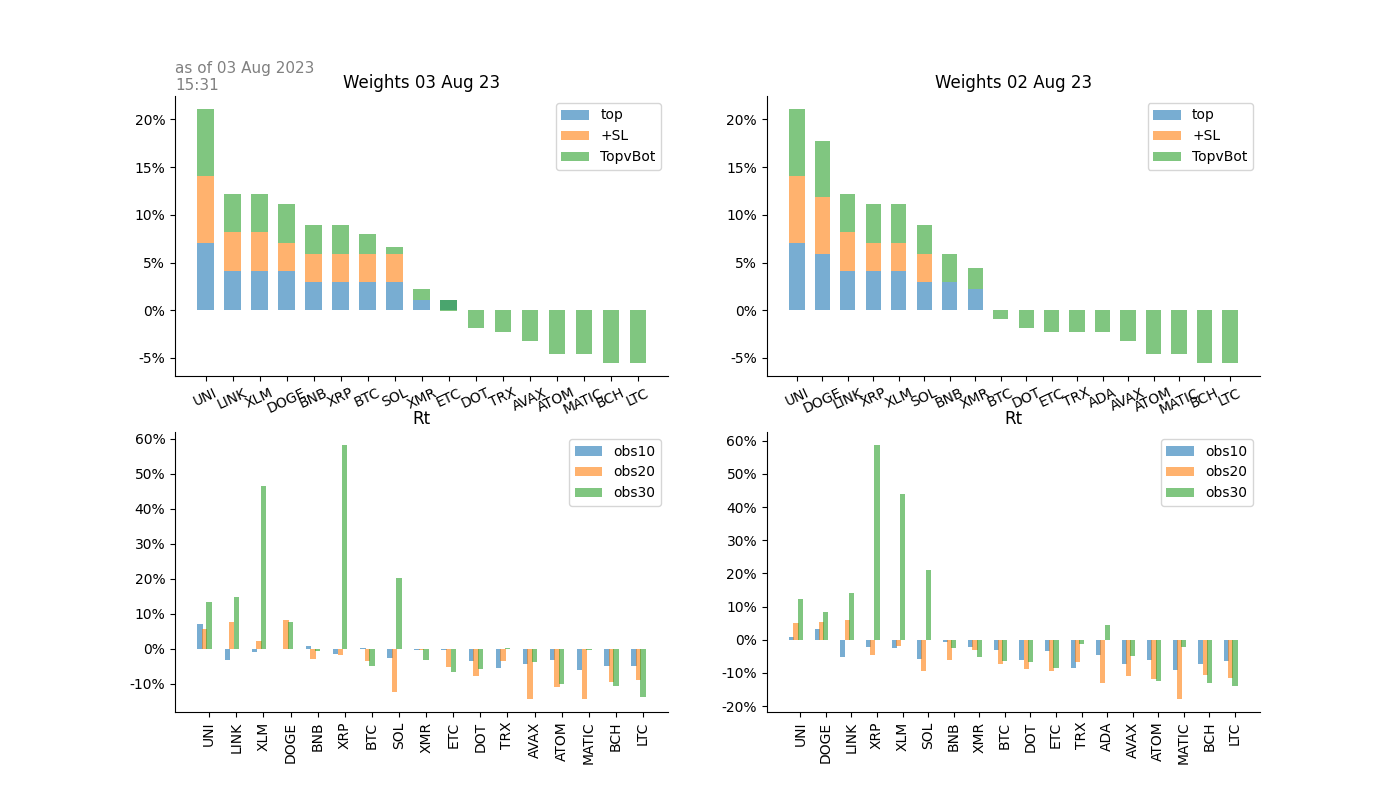 as of 03 Aug 2023
15:31
Weights 03 Aug 23
20%
15%
10%
5%
0%
-5%
top
+SL
TopvBot
UNI LINK XLM DOGE BNB XRP BTC SOL XMR ETC DOT TRX AVAX ATOM MATIC BCH LTC
Weights 02 Aug 23
20%
15%
10%
5%
0%
-5%
top
+SL
TopvBot
UNI DOGE LINK XRP XLM SOL BNB XMR BTC DOT ETC TRX ADA AVAX ATOM MATIC BCH LTC
Rt
60%
50%
40%
30%
20%
10%
0%
-10%
obs10
obs20
obs30
UNI LINK XLM DOGE BNB XRP BTC SOL XMR ETC DOT TRX AVAX ATOM MATIC BCH LTC
Rt
60%
50%
40%
30%
20%
10%
0%
-10%
-20%
obs10
obs20
obs30
UNI DOGE LINK XRP XLM SOL BNB XMR BTC DOT ETC TRX ADA AVAX ATOM MATIC BCH LTC